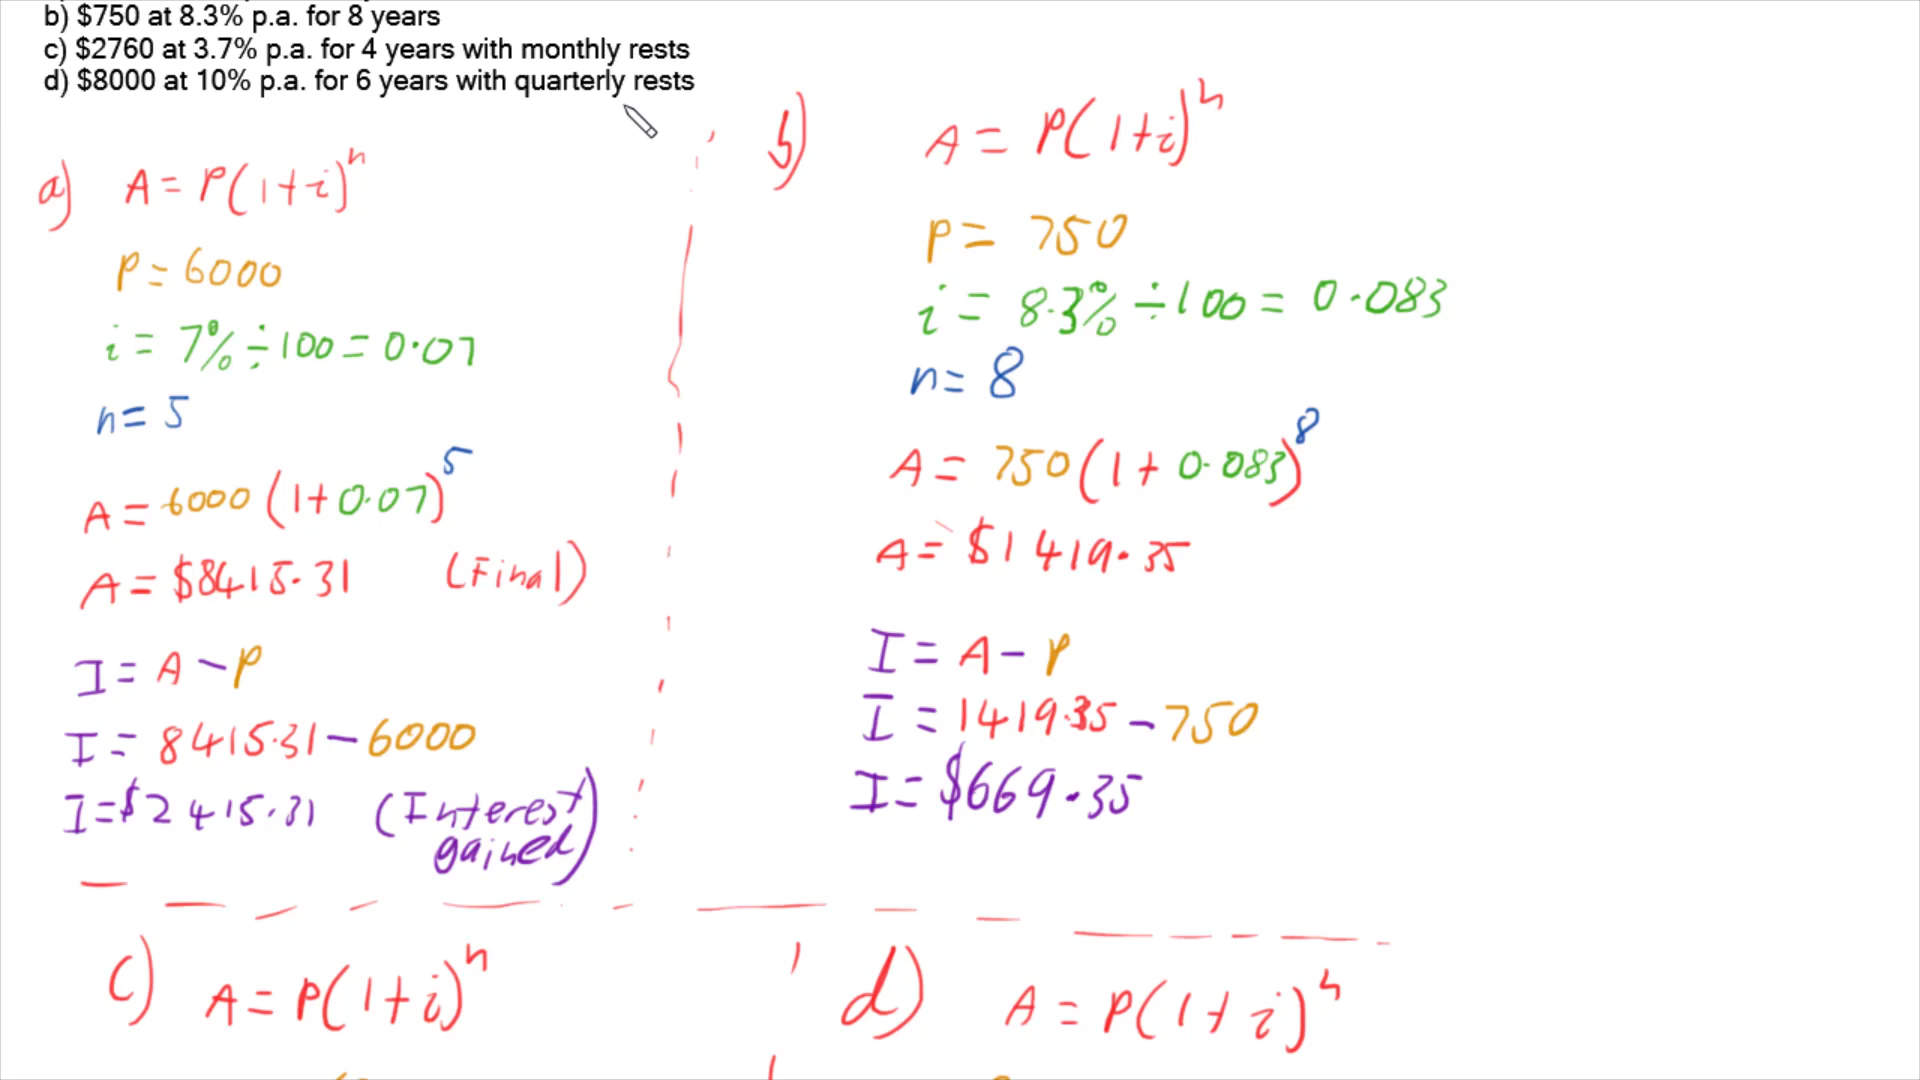 b) $750 at 8.3% p.a. for 8 years
c) $2760 at 3.7% p.a. for 4 years with monthly rests
d) $8000 at 10% p.a. for 6 years with quarterly rests
a) A = P(1+i)^n
P = 6000
i = 7% ÷ 100 = 0.07
n = 5
A = 6000 (1+0.07)^5
A = $8415.31 (Final)
I = A - P
I = 8415.31 - 6000
I = $2415.31 (Interest gained)
b) A = P(1+i)^n
P = 750
i = 8.3% ÷ 100 = 0.083
n = 8
A = 750 (1 + 0.083)^8
A = $1419.35
I = A - P
I = 1419.35 - 750
I = $669.35
c) A = P(1+i)^n
d) A = P(1+i)^n